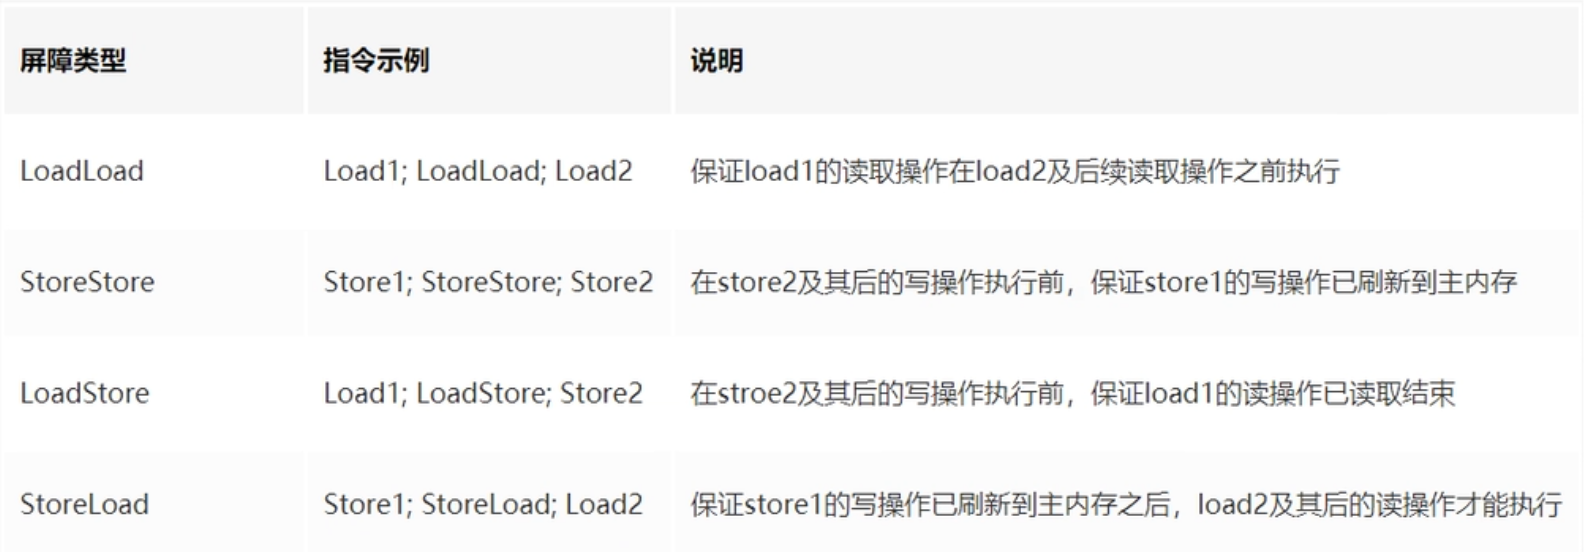 屏障类型 指令示例 说明
LoadLoad Load1; LoadLoad; Load2 保证load1的读取操作在load2及后续读取操作之前执行
StoreStore Store1; StoreStore; Store2 在store2及其后的写操作执行前，保证store1的写操作已刷新到主内存
LoadStore Load1; LoadStore; Store2 在stroe2及其后的写操作执行前，保证load1的读操作已读取结束
StoreLoad Store1; StoreLoad; Load2 保证store1的写操作已刷新到主内存之后，load2及其后的读操作才能执行